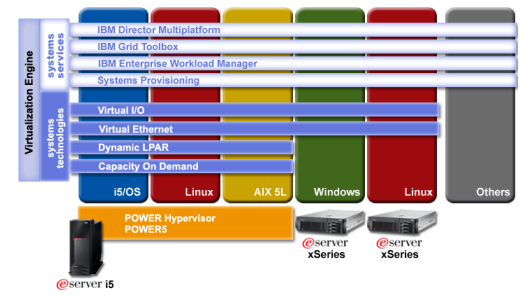 Virtualization Engine
systems
services
systems
technologies
IBM Director Multiplatform
IBM Grid Toolbox
IBM Enterprise Workload Manager
Systems Provisioning
Virtual I/O
Virtual Ethernet
Dynamic LPAR
Capacity On Demand
i5/OS
Linux
AIX 5L
Windows
Linux
Others
POWER Hypervisor
POWER5
eserver
xSeries
eserver
xSeries
eserver i5